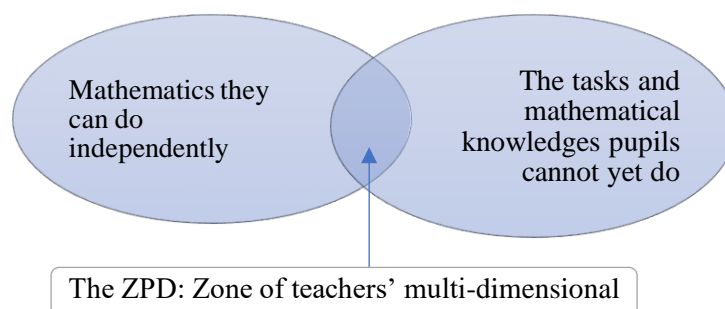 Mathematics they
can do
independently
The tasks and
mathematical
knowledges pupils
cannot yet do
The ZPD: Zone of teachers’ multi-dimensional